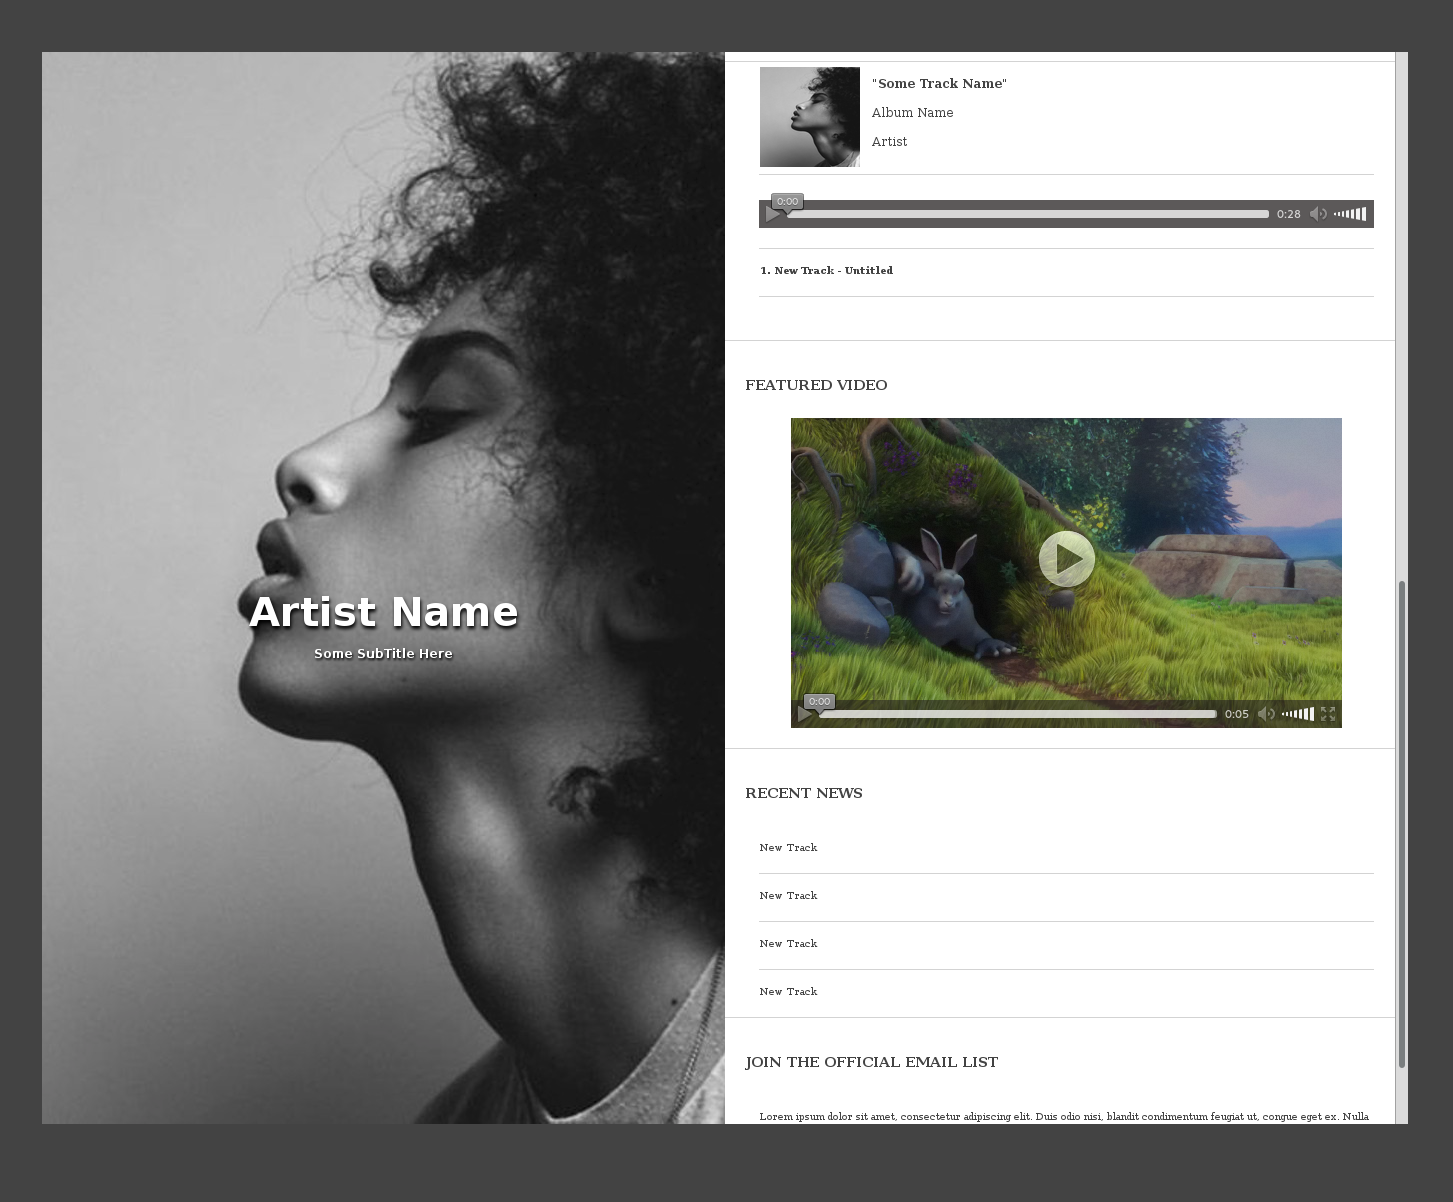 Artist Name
Some SubTitle Here
"Some Track Name"
Album Name
Artist
0:00
0:28
1. New Track - Untitled
FEATURED VIDEO
0:00
0:05
RECENT NEWS
New Track
New Track
New Track
New Track
JOIN THE OFFICIAL EMAIL LIST
Lorem ipsum dolor sit amet, consectetur adipiscing elit. Duis odio nisi, blandit condimentum feugiat ut, congue eget ex. Nulla